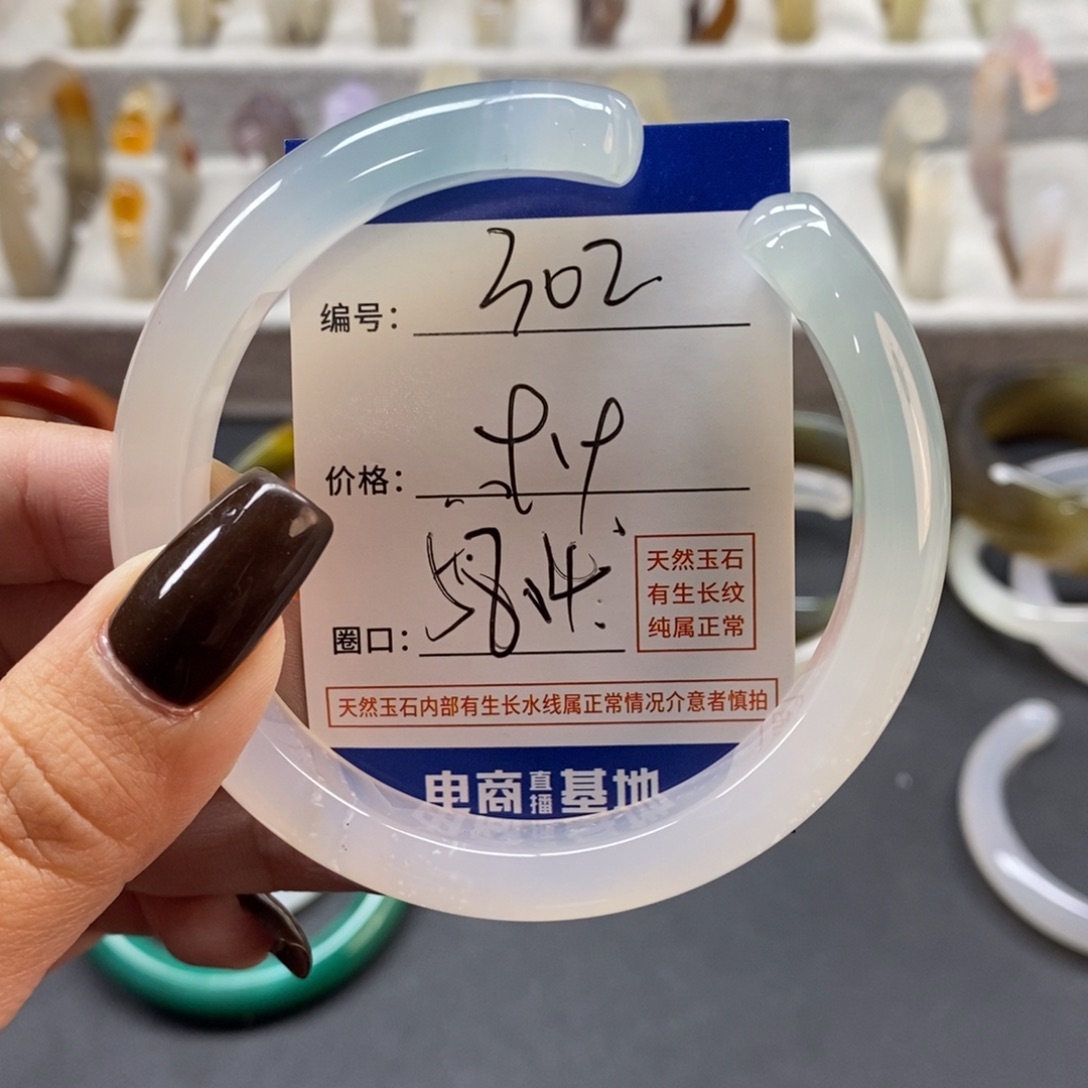 编号: 302
价格:
圈口: 58.14
天然玉石
有生长纹
纯属正常
天然玉石内部有生长水线属正常情况介意者慎拍
电商直播基地